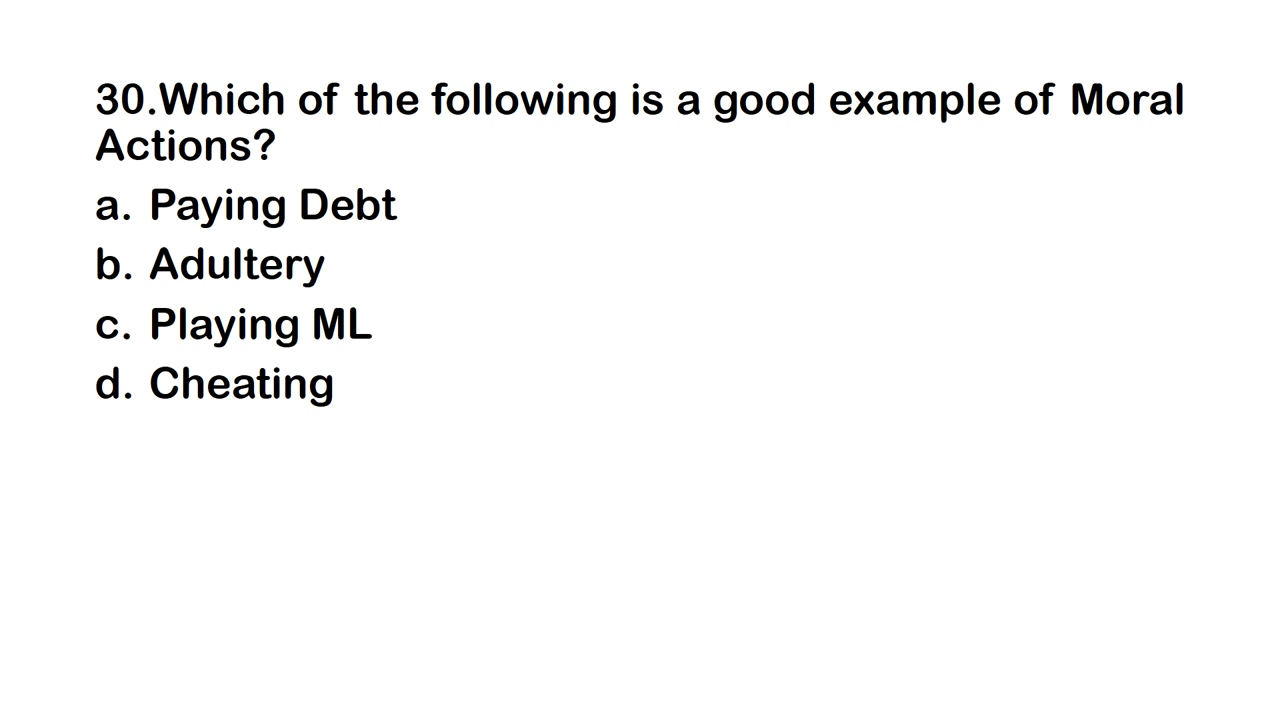 30.Which of the following is a good example of Moral
Actions?
a. Paying Debt
b. Adultery
c. Playing ML
d. Cheating